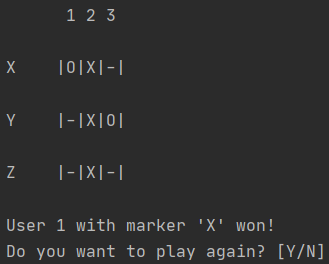 1 2 3
X |O|X|-|
Y |-|X|O|
Z |-|X|-|
User 1 with marker 'X' won!
Do you want to play again? [Y/N]